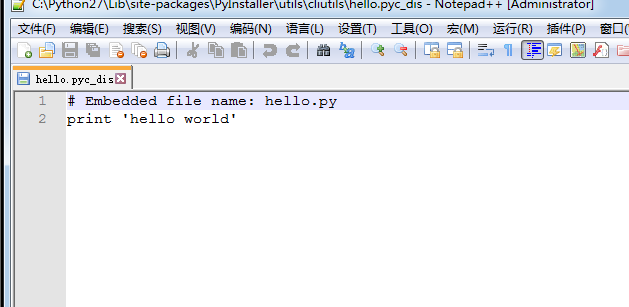 C:\Python27\Lib\site-packages\PyInstaller\utils\cliutils\hello.pyc_dis - Notepad++ [Administrator]
文件(F) 编辑(E) 搜索(S) 视图(V) 编码(N) 语言(L) 设置(T) 工具(O) 宏(M) 运行(R) 插件(P) 窗口(
hello.pyc_dis
1 # Embedded file name: hello.py
2 print 'hello world'